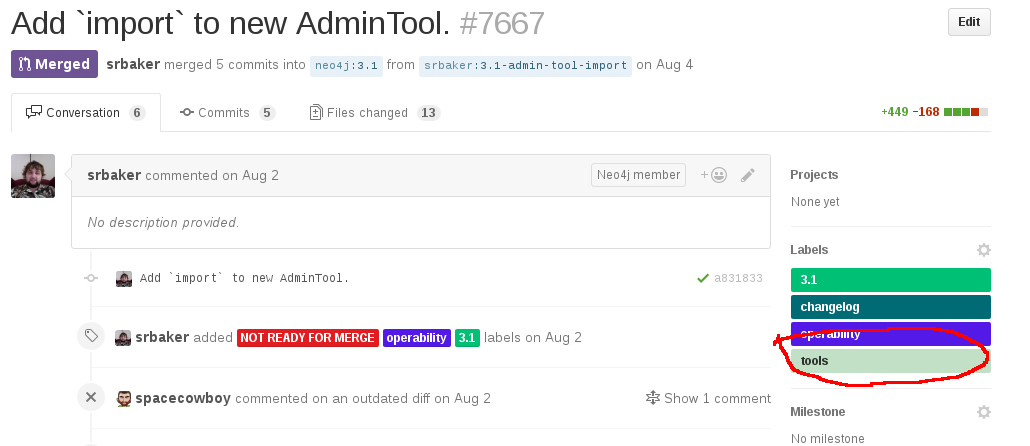 Add `import` to new AdminTool. #7667
Edit
Merged srbaker merged 5 commits into neo4j:3.1 from srbaker:3.1-admin-tool-import on Aug 4
Conversation 6 Commits 5 Files changed 13 +449 −168
srbaker commented on Aug 2 Neo4j member +
No description provided.
Add `import` to new AdminTool. a831833
srbaker added NOT READY FOR MERGE operability 3.1 labels on Aug 2
spacecowboy commented on an outdated diff on Aug 2 Show 1 comment
Projects
None yet
Labels
3.1
changelog
operability
tools
Milestone
No milestone